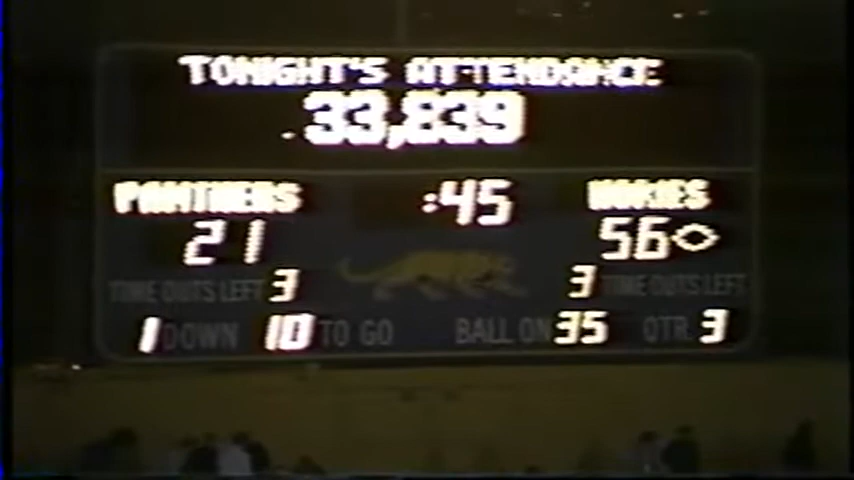 TONIGHT'S ATTENDANCE
33,839
PANTHERS :45 HOKIES
21 56
TIME OUTS LEFT 3 3 TIME OUTS LEFT
1 DOWN 10 TO GO BALL ON 35 QTR. 3